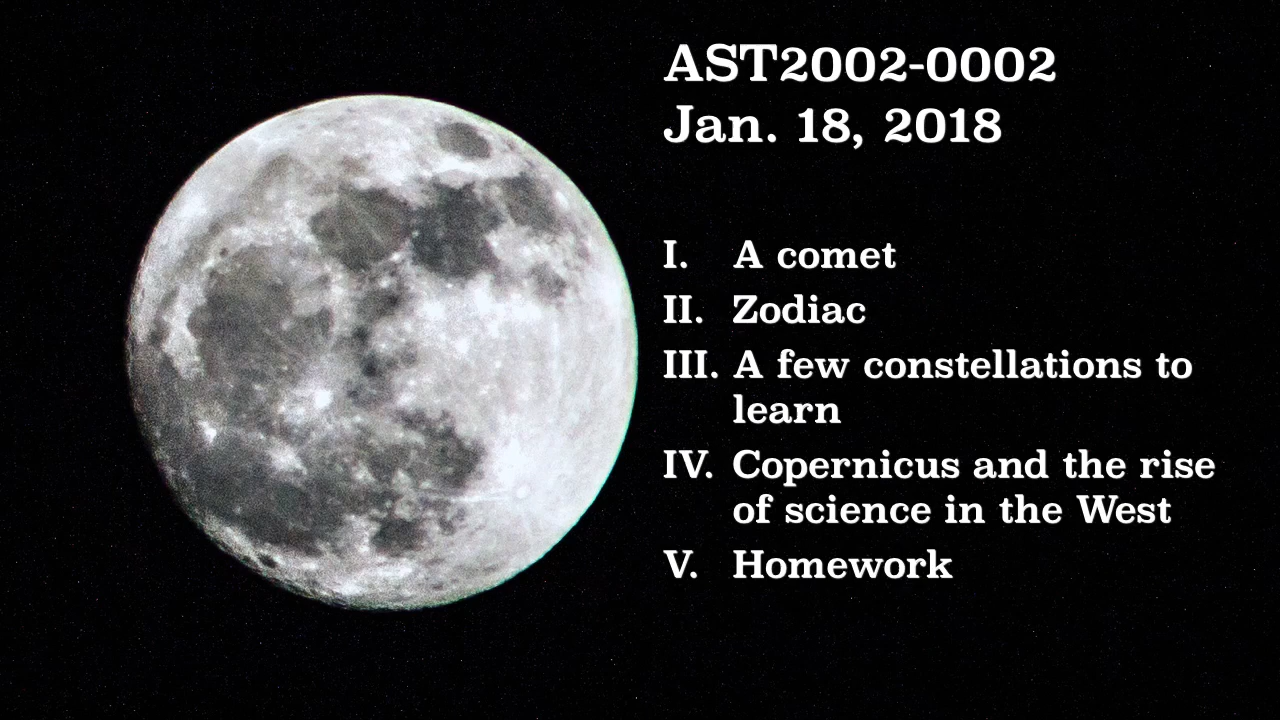 AST2002-0002
Jan. 18, 2018
I. A comet
II. Zodiac
III. A few constellations to
learn
IV. Copernicus and the rise
of science in the West
V. Homework